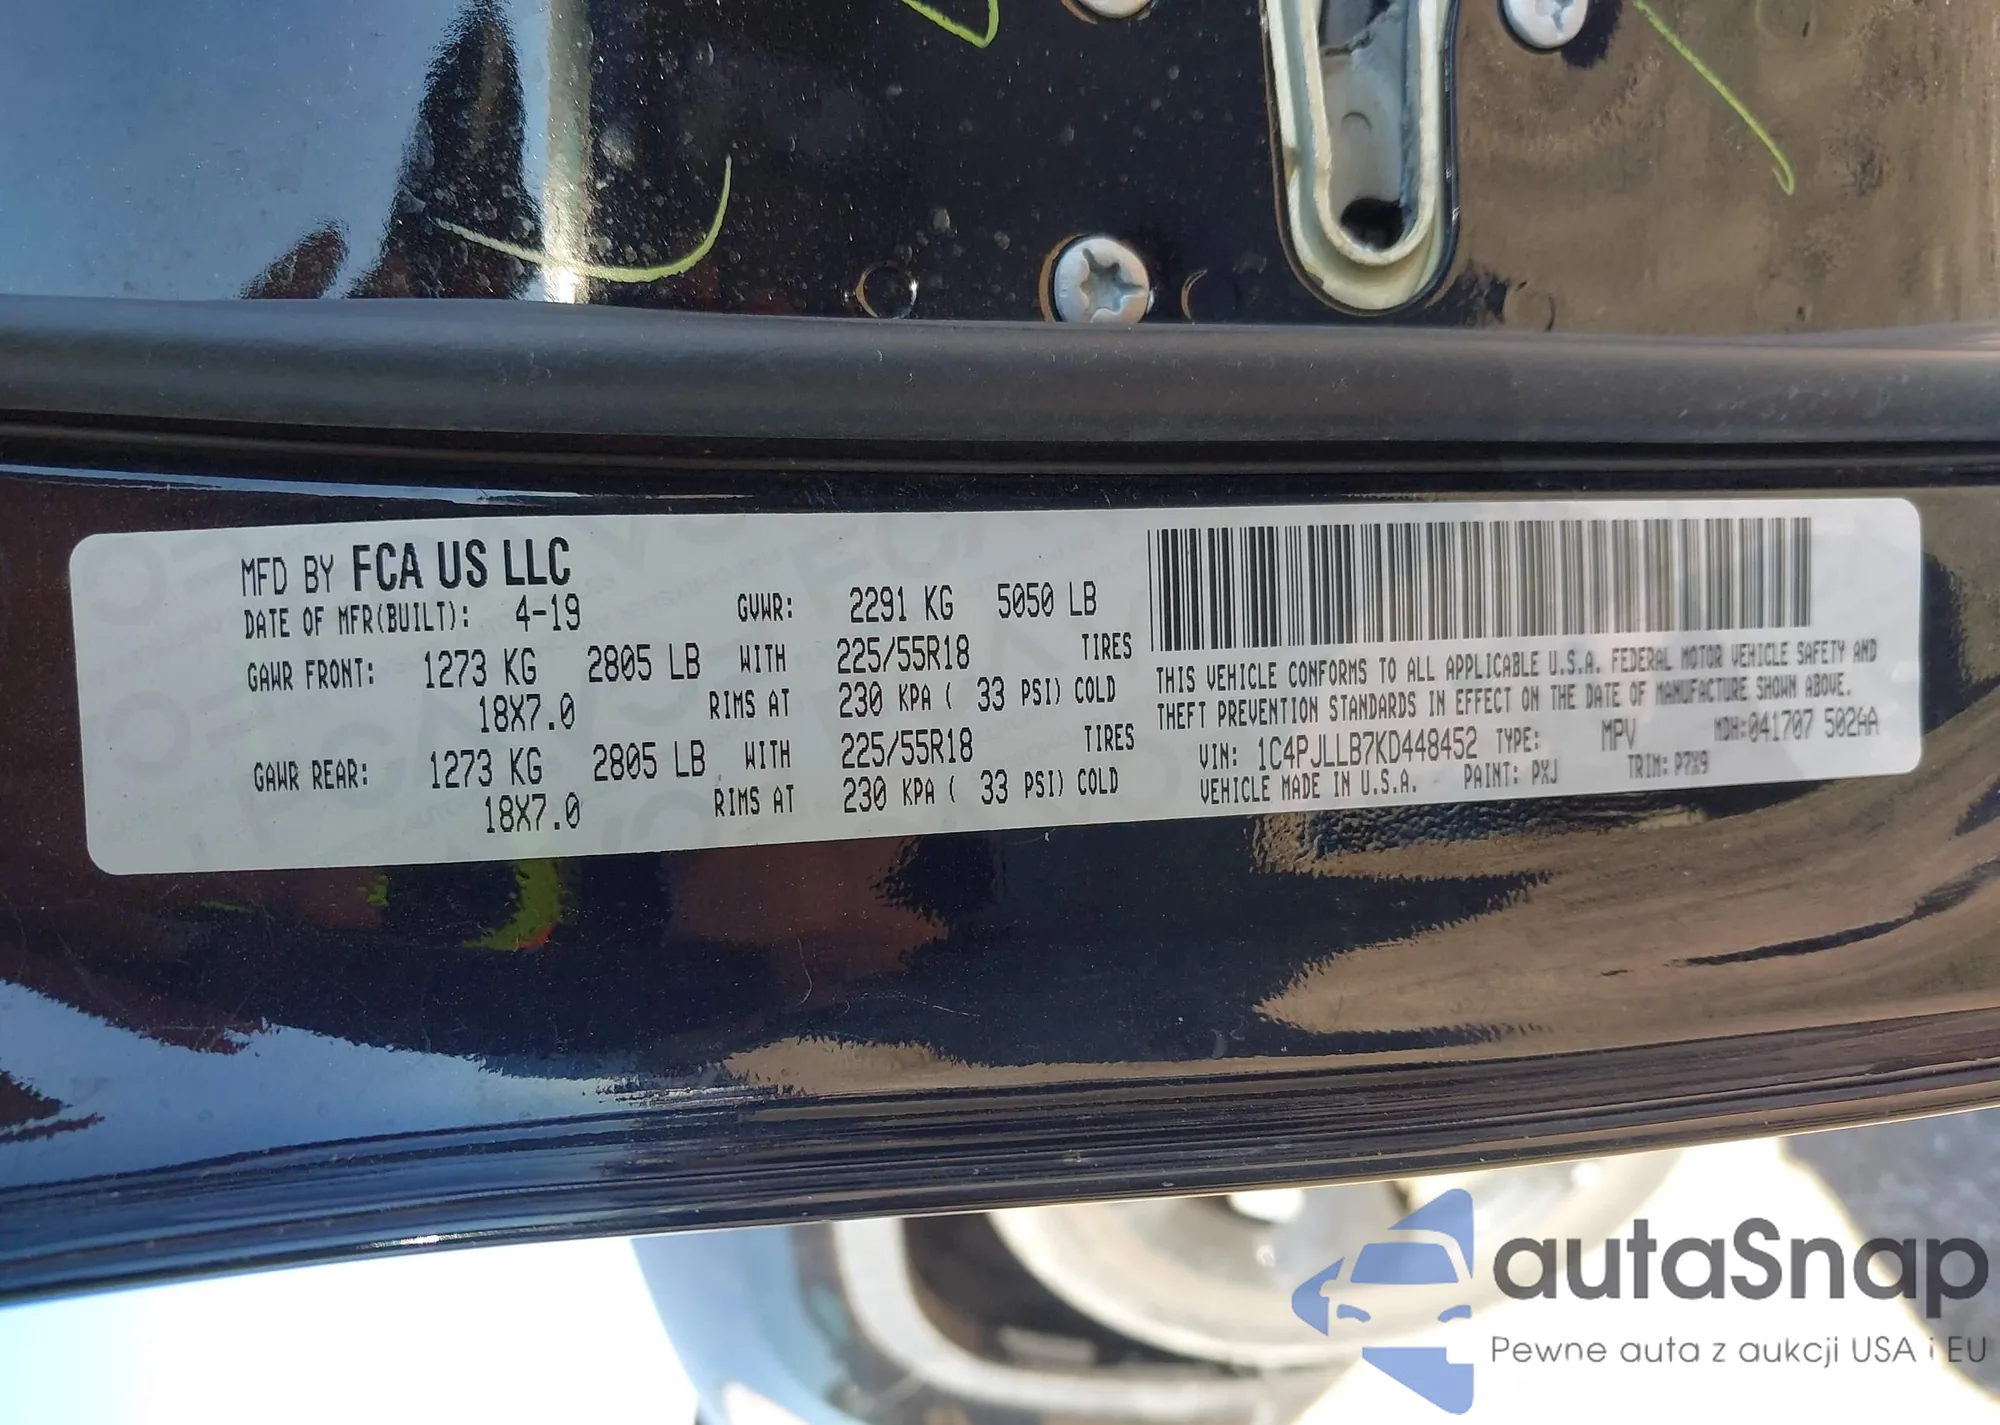 MFD BY FCA US LLC
DATE OF MFR(BUILT): 4-19 GVWR: 2291 KG 5050 LB
GAWR FRONT: 1273 KG 2805 LB WITH 225/55R18 TIRES
18X7.0 RIMS AT 230 KPA ( 33 PSI) COLD
GAWR REAR: 1273 KG 2805 LB WITH 225/55R18 TIRES
18X7.0 RIMS AT 230 KPA ( 33 PSI) COLD
THIS VEHICLE CONFORMS TO ALL APPLICABLE U.S.A. FEDERAL MOTOR VEHICLE SAFETY AND
THEFT PREVENTION STANDARDS IN EFFECT ON THE DATE OF MANUFACTURE SHOWN ABOVE.
VIN: 1C4PJLLB7KD448452 TYPE: MPV MDH:041707 502GA
VEHICLE MADE IN U.S.A. PAINT: PXJ TRIM: P7X9
autaSnap
Pewne auta z aukcji USA i EU